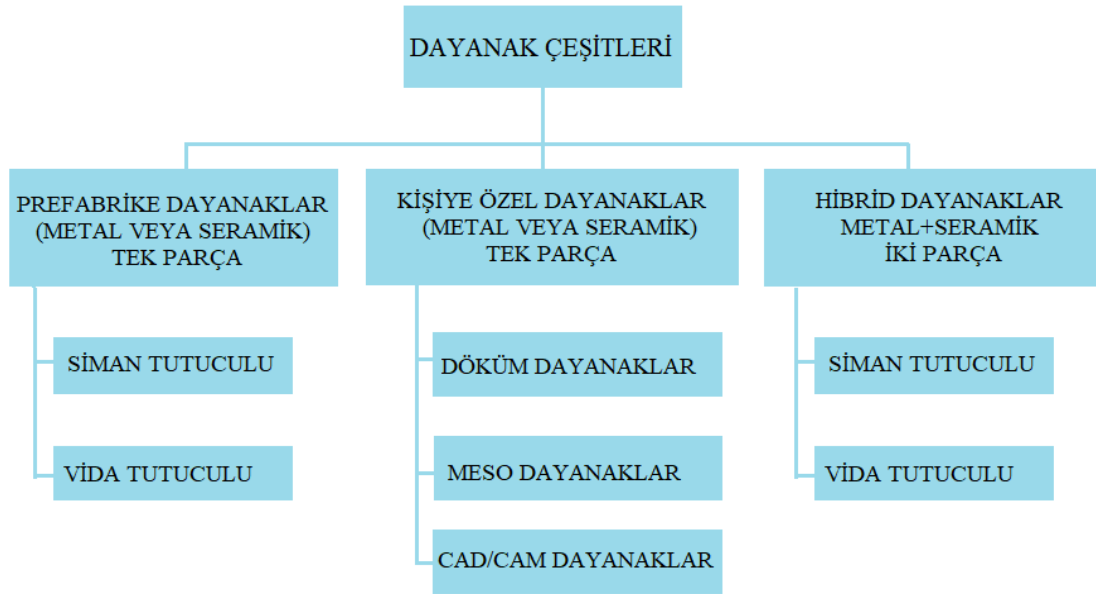 DAYANAK ÇEŞİTLERİ
PREFABRİKE DAYANAKLAR
(METAL VEYA SERAMİK)
TEK PARÇA
SİMAN TUTUCULU
VİDA TUTUCULU
KİŞİYE ÖZEL DAYANAKLAR
(METAL VEYA SERAMİK)
TEK PARÇA
DÖKÜM DAYANAKLAR
MESO DAYANAKLAR
CAD/CAM DAYANAKLAR
HİBRİD DAYANAKLAR
METAL+SERAMİK
İKİ PARÇA
SİMAN TUTUCULU
VİDA TUTUCULU